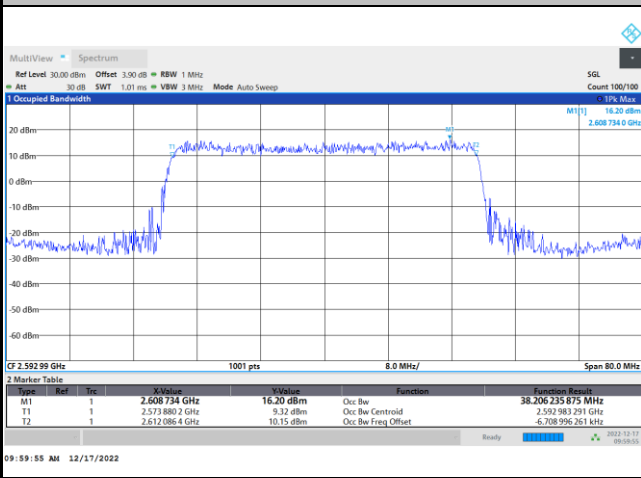 MultiView Spectrum
Ref Level 30.00 dBm Offset 3.90 dB RBW 1 MHz SGL
Att 30 dB SWT 1.01 ms VBW 3 MHz Mode Auto Sweep Count 100/100
1 Occupied Bandwidth 1Pk Max
M1[1] 16.20 dBm
2.608 734 0 GHz
20 dBm
M1
T1 T2
10 dBm
0 dBm
-10 dBm
-20 dBm
-30 dBm
-40 dBm
-50 dBm
-60 dBm
CF 2.592 99 GHz 1001 pts 8.0 MHz/ Span 80.0 MHz
2 Marker Table
Type Ref Trc X-Value Y-Value Function Function Result
M1 1 2.608 734 GHz 16.20 dBm Occ Bw 38.206 235 875 MHz
T1 1 2.573 880 2 GHz 9.32 dBm Occ Bw Centroid 2.592 983 291 GHz
T2 1 2.612 086 4 GHz 10.15 dBm Occ Bw Freq Offset -6.708 996 261 kHz
Ready 2022-12-17
09:59:55
09:59:55 AM 12/17/2022